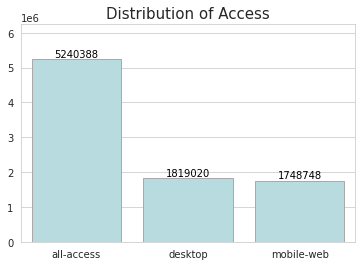 Distribution of Access
1e6
6
5
4
3
2
1
0
5240388
1819020
1748748
all-access
desktop
mobile-web